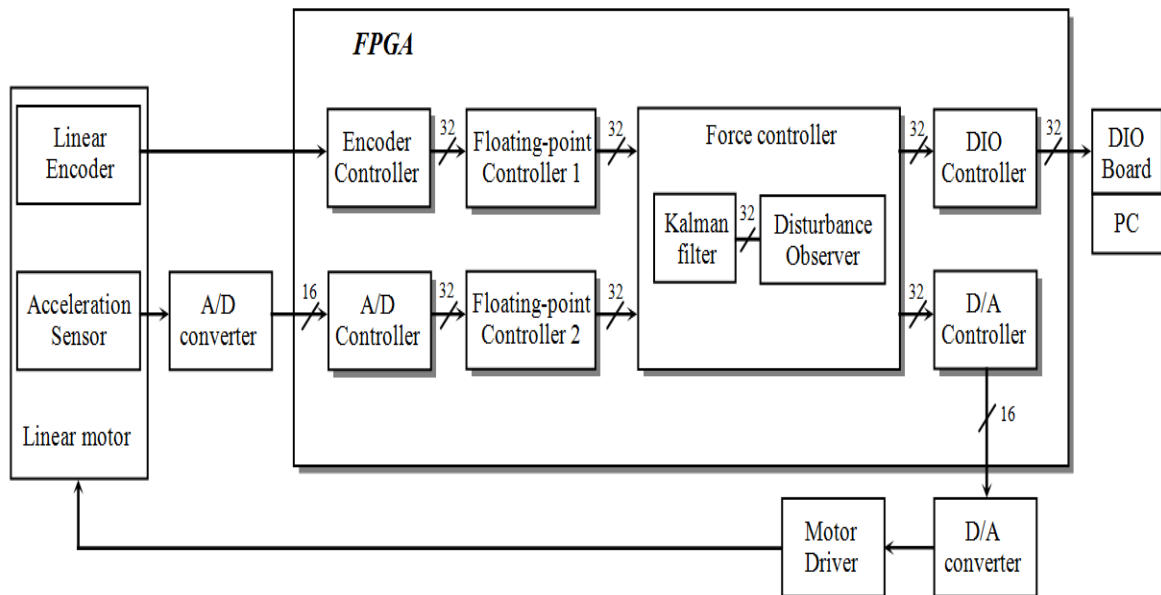 FPGA
Linear
Encoder
Encoder
Controller
32
Floating-point
Controller 1
32
Force controller
32
DIO
Controller
32
DIO
Board
PC
Kalman
filter
32
Disturbance
Observer
Acceleration
Sensor
A/D
converter
16
A/D
Controller
32
Floating-point
Controller 2
32
32
D/A
Controller
Linear motor
16
Motor
Driver
D/A
converter